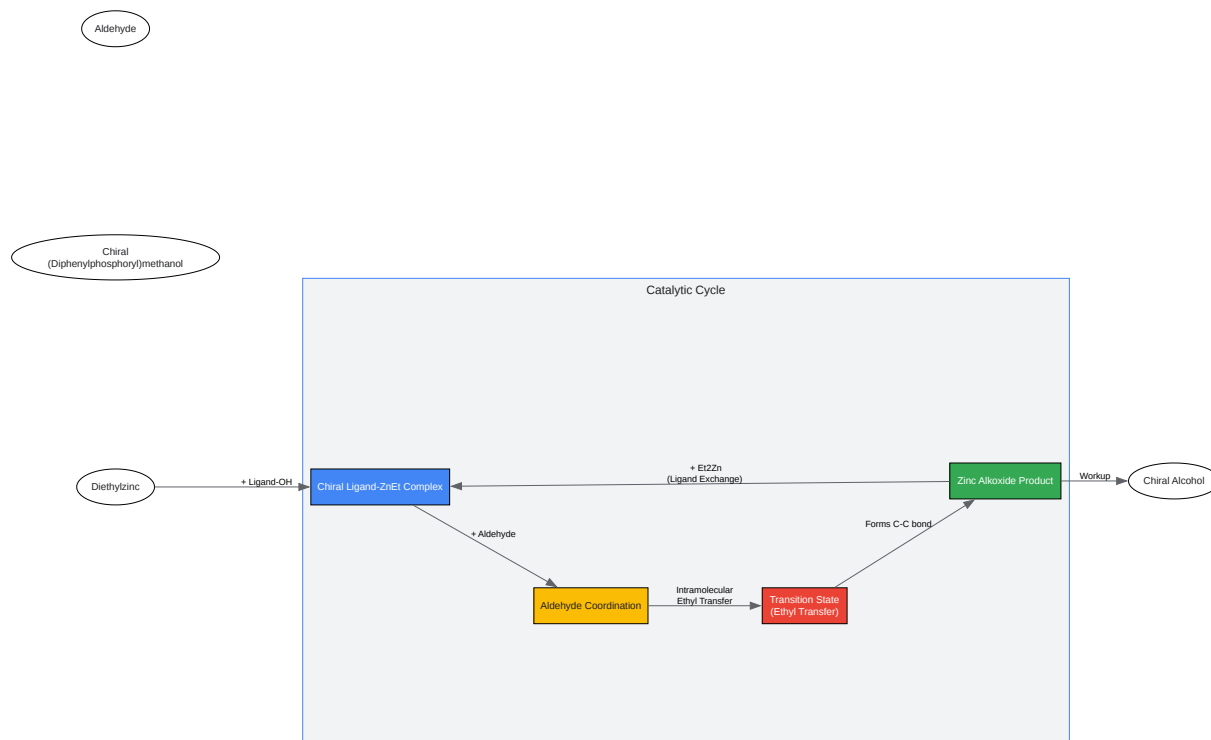 Aldehyde
Chiral
(Diphenylphosphoryl)methanol
Catalytic Cycle
Diethylzinc
+ Ligand-OH
Chiral Ligand-ZnEt Complex
+ Et2Zn
(Ligand Exchange)
Zinc Alkoxide Product
Workup
Chiral Alcohol
+ Aldehyde
Forms C-C bond
Aldehyde Coordination
Intramolecular
Ethyl Transfer
Transition State
(Ethyl Transfer)